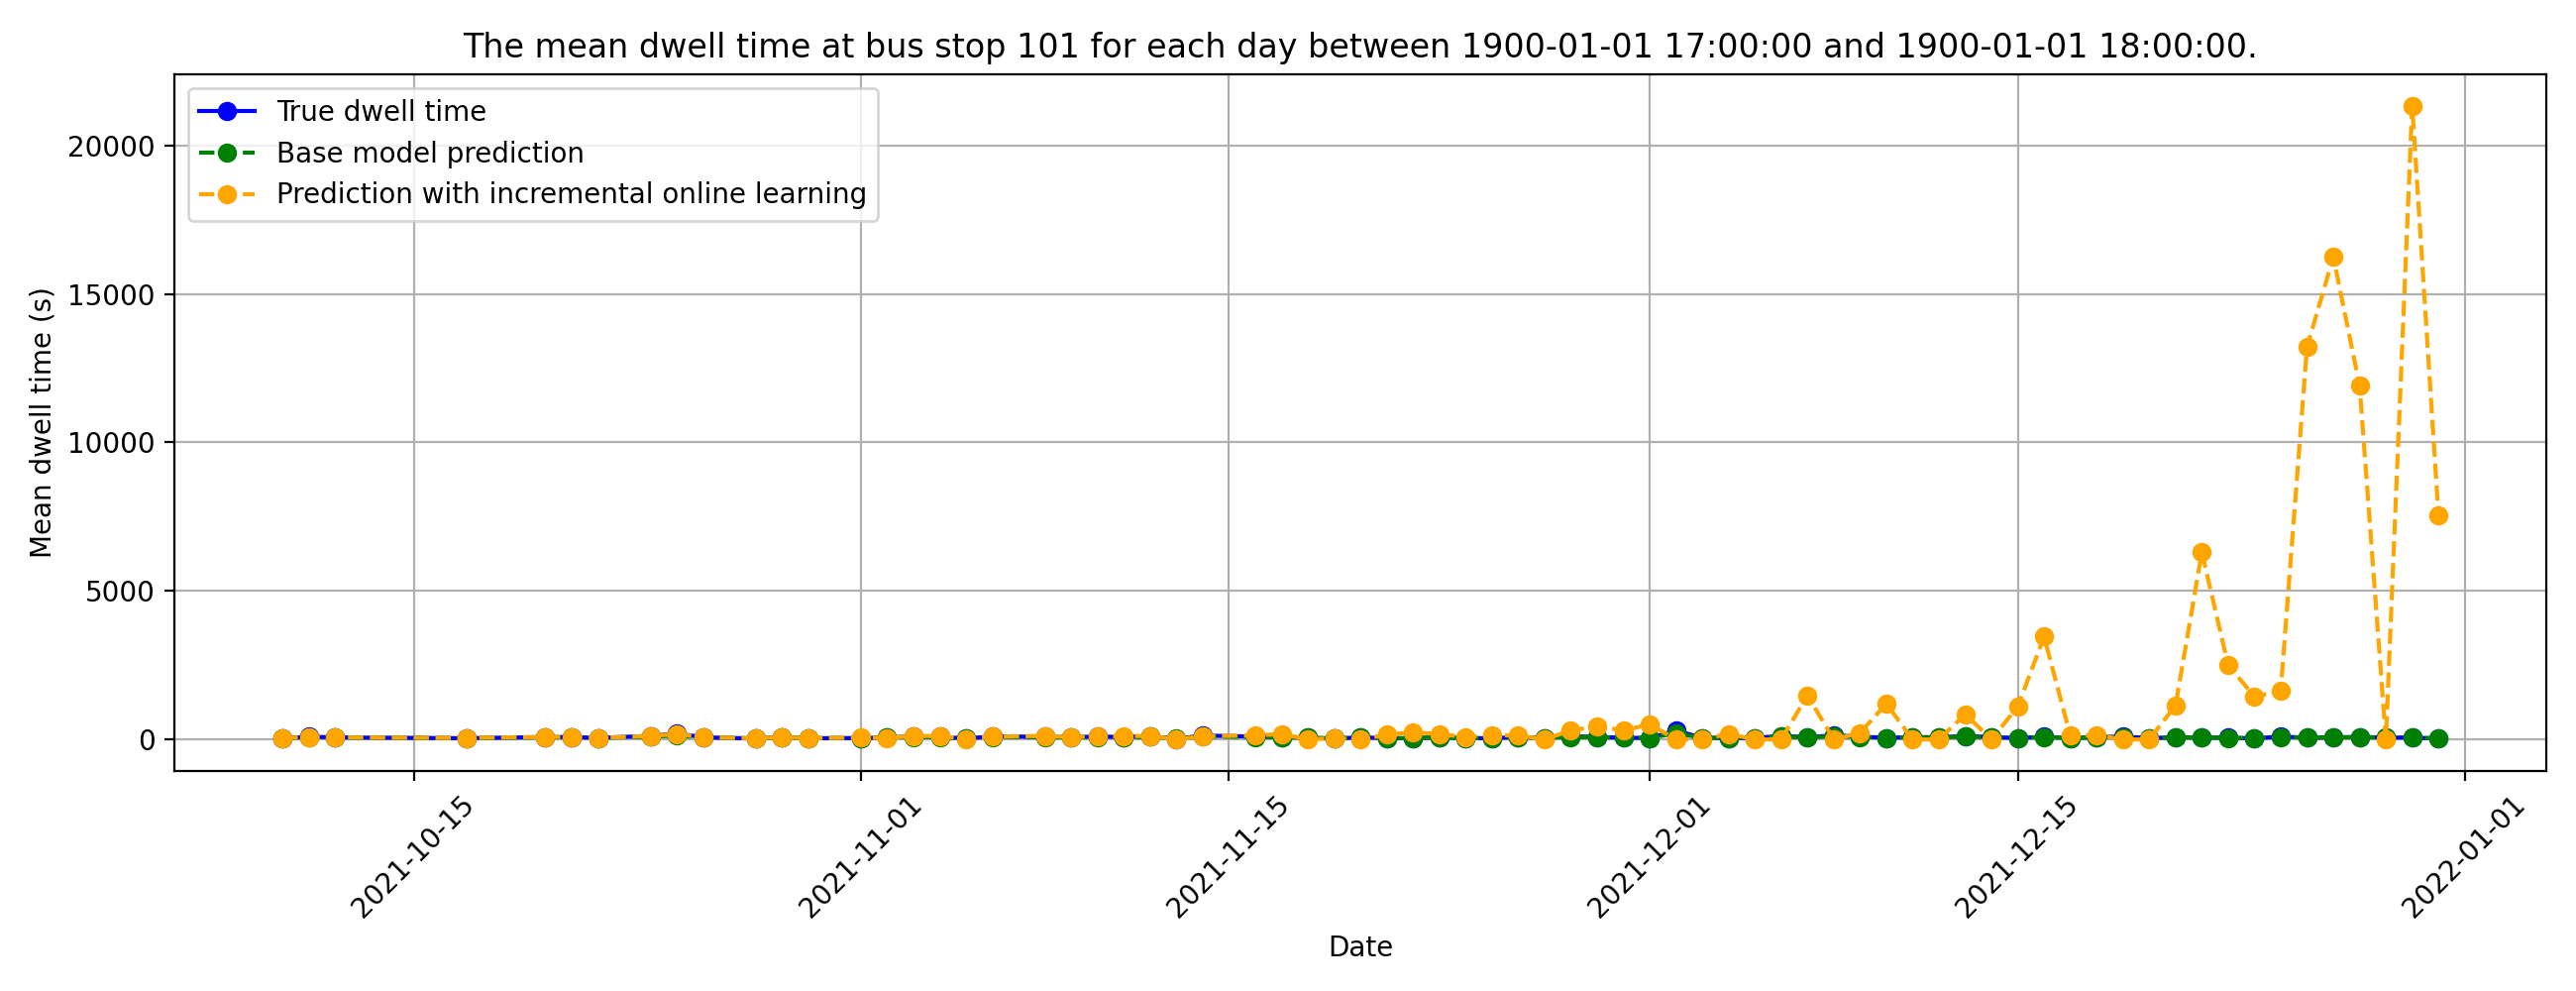 The mean dwell time at bus stop 101 for each day between 1900-01-01 17:00:00 and 1900-01-01 18:00:00.
True dwell time
Base model prediction
Prediction with incremental online learning
Mean dwell time (s)
20000
15000
10000
5000
0
2021-10-15
2021-11-01
2021-11-15
2021-12-01
2021-12-15
2022-01-01
Date